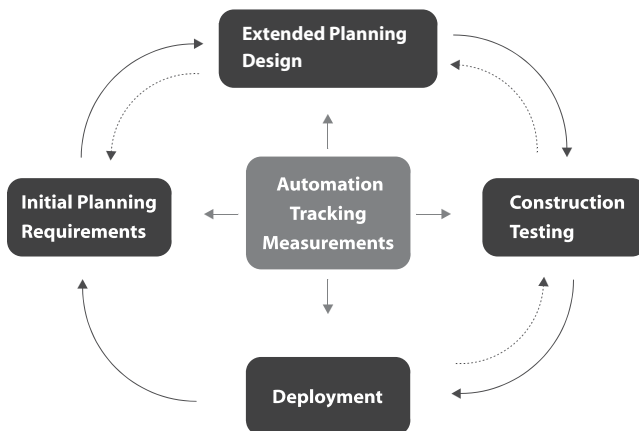 Extended Planning
Design
Initial Planning
Requirements
Automation
Tracking
Measurements
Construction
Testing
Deployment